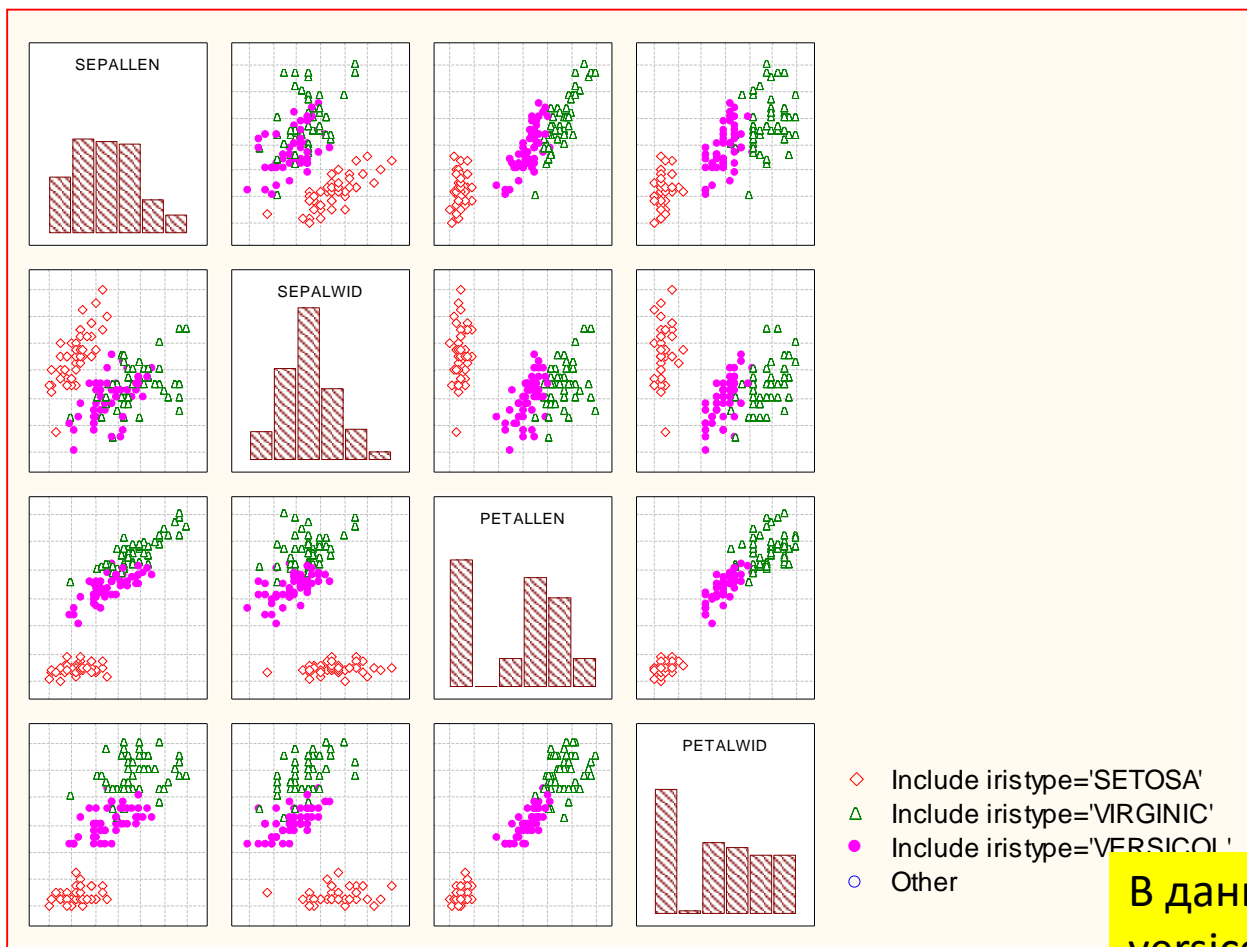 SEPALLEN
SEPALWID
PETALLEN
PETALWID
Include iristype='SETOSA'
Include iristype='VIRGINIC'
Include iristype='VERSICOL'
Other
В